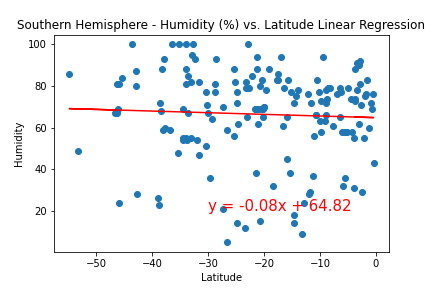 Southern Hemisphere - Humidity (%) vs. Latitude Linear Regression
100
80
60
40
20
Humidity
y = -0.08x + 64.82
−50
−40
−30
−20
−10
0
Latitude